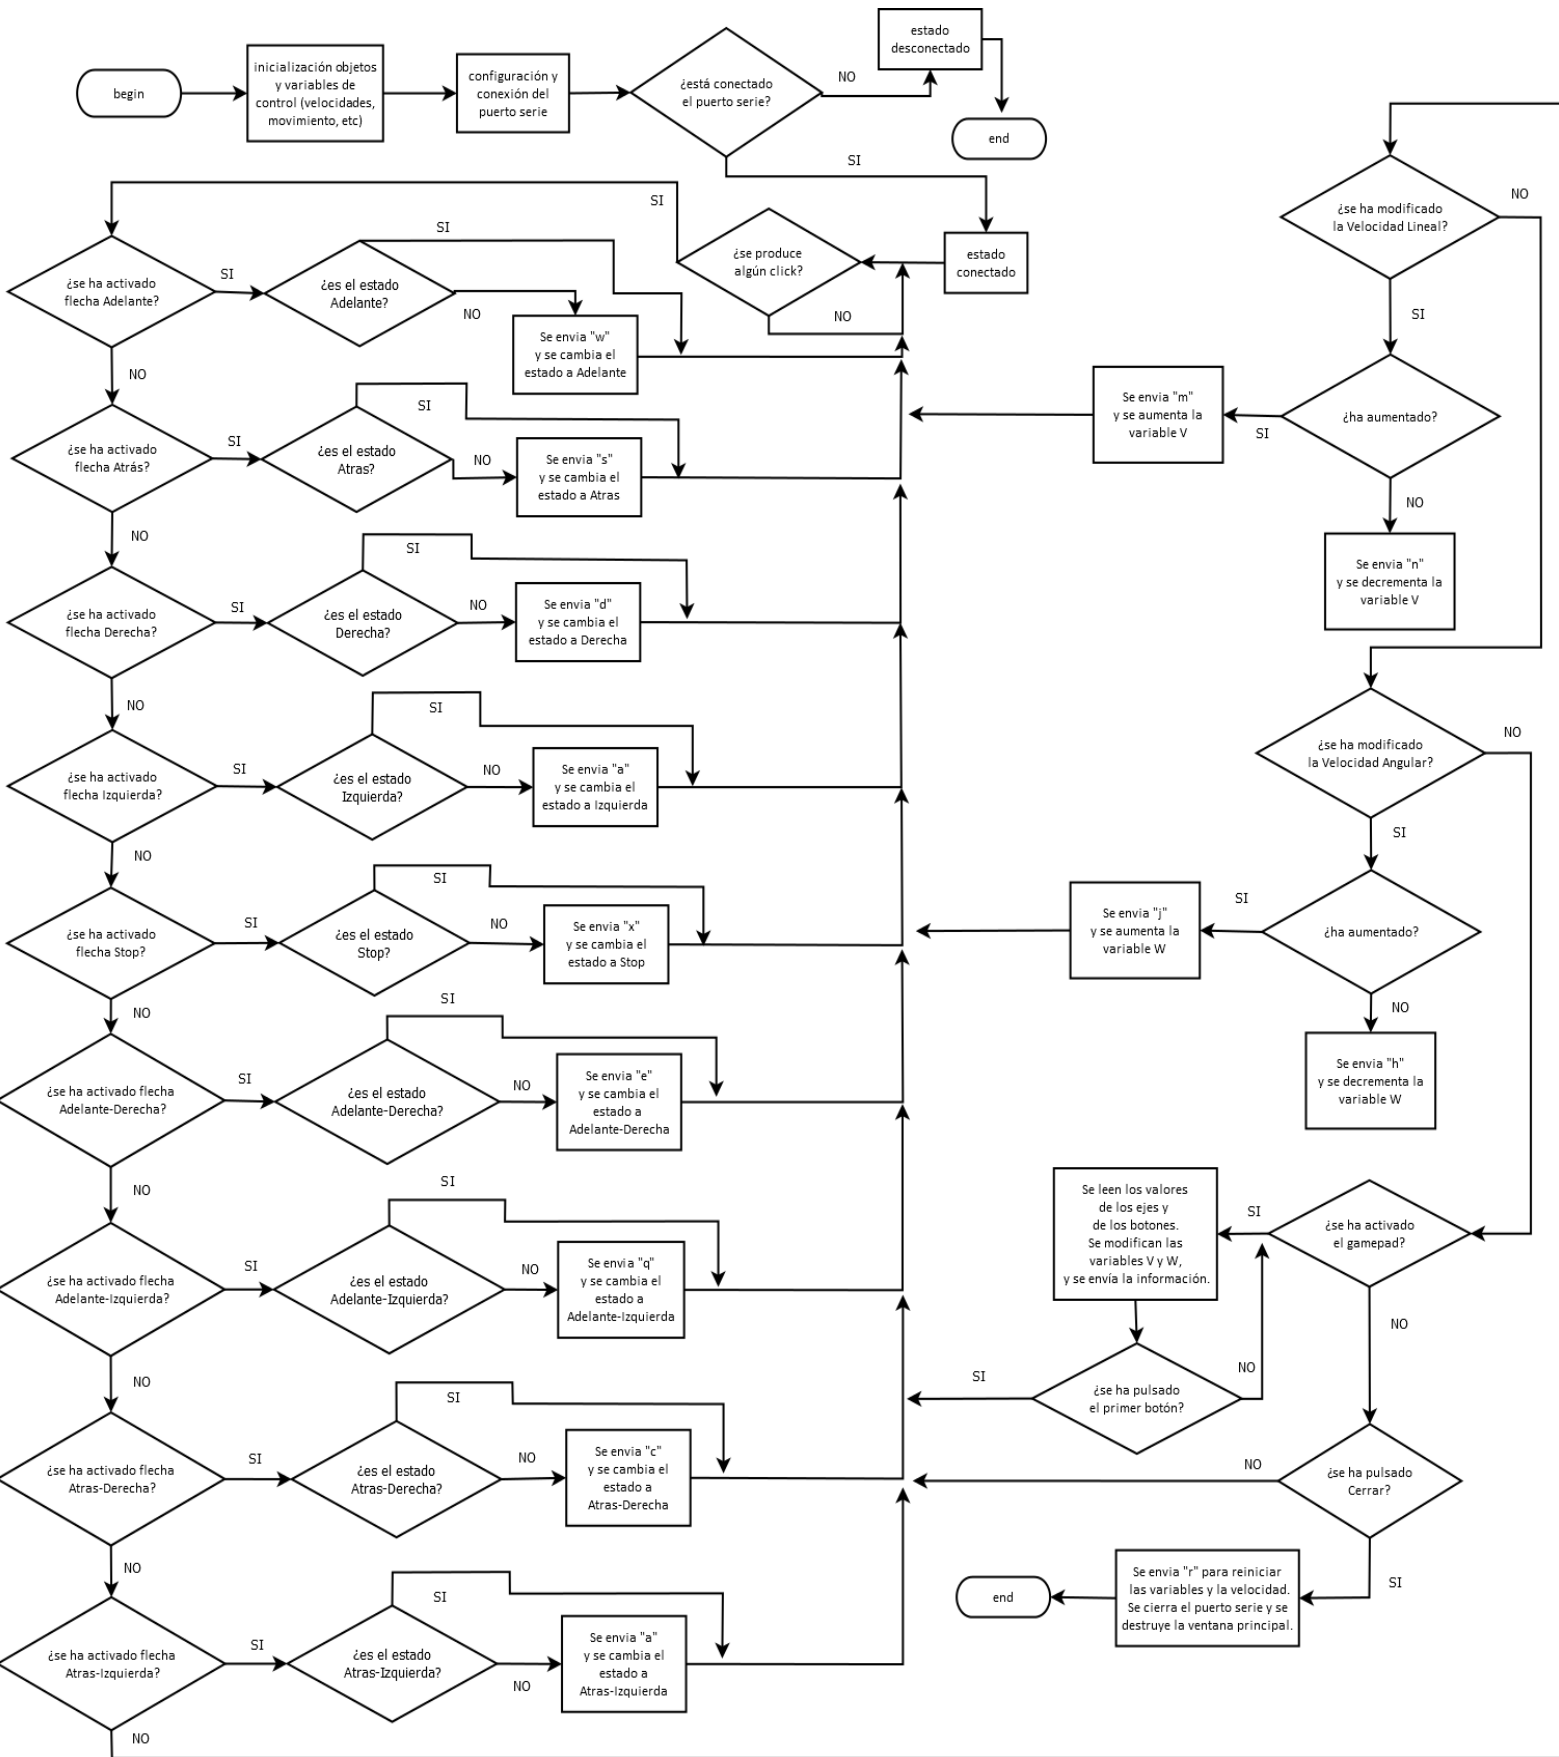 begin
inicialización objetos
y variables de
control (velocidades,
movimiento, etc)
configuración y
conexión del
puerto serie
¿está conectado
el puerto serie?
NO
estado
desconectado
end
SI
estado
conectado
¿se produce
algún click?
NO
SI
¿se ha activado
flecha Adelante?
SI
¿es el estado
Adelante?
SI
NO
Se envia "w"
y se cambia el
estado a Adelante
NO
¿se ha activado
flecha Atrás?
SI
¿es el estado
Atras?
SI
NO
Se envia "s"
y se cambia el
estado a Atras
NO
¿se ha activado
flecha Derecha?
SI
¿es el estado
Derecha?
SI
NO
Se envia "d"
y se cambia el
estado a Derecha
NO
¿se ha activado
flecha Izquierda?
SI
¿es el estado
Izquierda?
SI
NO
Se envia "a"
y se cambia el
estado a Izquierda
NO
¿se ha activado
flecha Stop?
SI
¿es el estado
Stop?
SI
NO
Se envia "x"
y se cambia el
estado a Stop
NO
¿se ha activado flecha
Adelante-Derecha?
SI
¿es el estado
Adelante-Derecha?
SI
NO
Se envia "e"
y se cambia el
estado a
Adelante-Derecha
NO
¿se ha activado flecha
Adelante-Izquierda?
SI
¿es el estado
Adelante-Izquierda?
SI
NO
Se envia "q"
y se cambia el
estado a
Adelante-Izquierda
NO
¿se ha activado flecha
Atras-Derecha?
SI
¿es el estado
Atras-Derecha?
SI
NO
Se envia "c"
y se cambia el
estado a
Atras-Derecha
NO
¿se ha activado flecha
Atras-Izquierda?
SI
¿es el estado
Atras-Izquierda?
SI
NO
Se envia "a"
y se cambia el
estado a
Atras-Izquierda
NO
¿se ha modificado
la Velocidad Lineal?
NO
SI
¿ha aumentado?
SI
Se envia "m"
y se aumenta la
variable V
NO
Se envia "n"
y se decrementa la
variable V
¿se ha modificado
la Velocidad Angular?
NO
SI
¿ha aumentado?
SI
Se envia "j"
y se aumenta la
variable W
NO
Se envia "h"
y se decrementa la
variable W
¿se ha activado
el gamepad?
SI
Se leen los valores
de los ejes y
de los botones.
Se modifican las
variables V y W,
y se envía la información.
¿se ha pulsado
el primer botón?
NO
SI
NO
¿se ha pulsado
Cerrar?
NO
SI
Se envia "r" para reiniciar
las variables y la velocidad.
Se cierra el puerto serie y se
destruye la ventana principal.
end